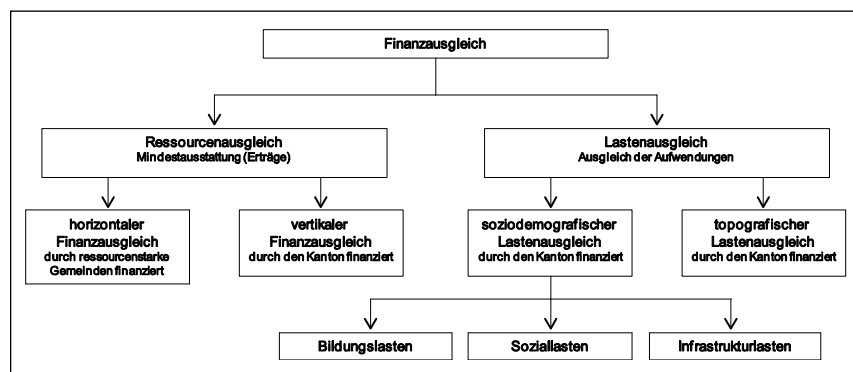 Finanzausgleich
Ressourcenausgleich
Mindestausstattung (Erträge)
Lastenausgleich
Ausgleich der Aufwendungen
horizontaler
Finanzausgleich
durch ressourcenstarke
Gemeinden finanziert
vertikaler
Finanzausgleich
durch den Kanton finanziert
soziodemografischer
Lastenausgleich
durch den Kanton finanziert
topografischer
Lastenausgleich
durch den Kanton finanziert
Bildungslasten
Soziallasten
Infrastrukturlasten